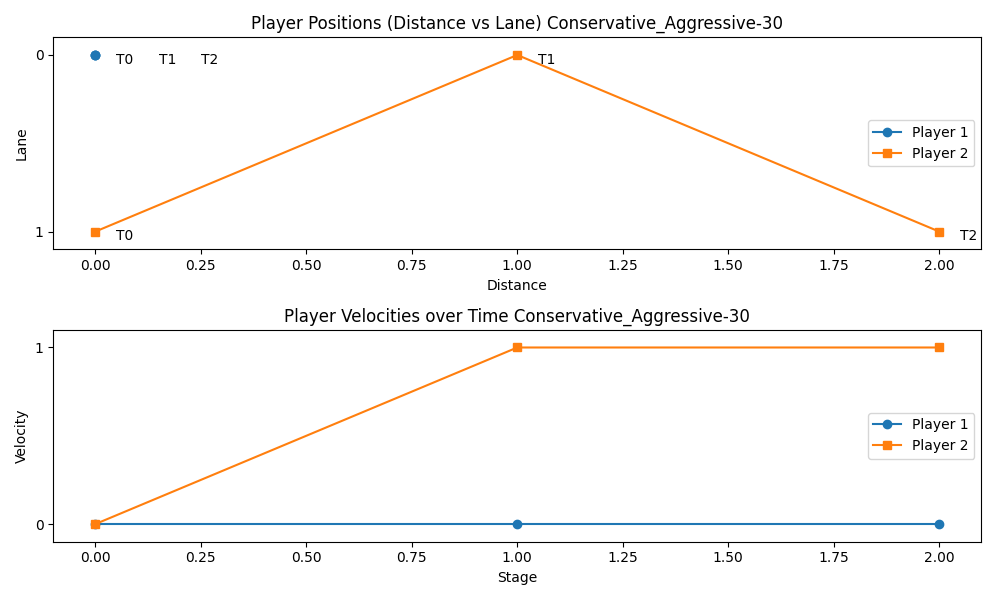 Player Positions (Distance vs Lane) Conservative_Aggressive-30
Lane
0
1
T0 T1 T2
T1
T0
T2
Player 1
Player 2
0.00 0.25 0.50 0.75 1.00 1.25 1.50 1.75 2.00
Distance
Player Velocities over Time Conservative_Aggressive-30
Velocity
1
0
Player 1
Player 2
0.00 0.25 0.50 0.75 1.00 1.25 1.50 1.75 2.00
Stage